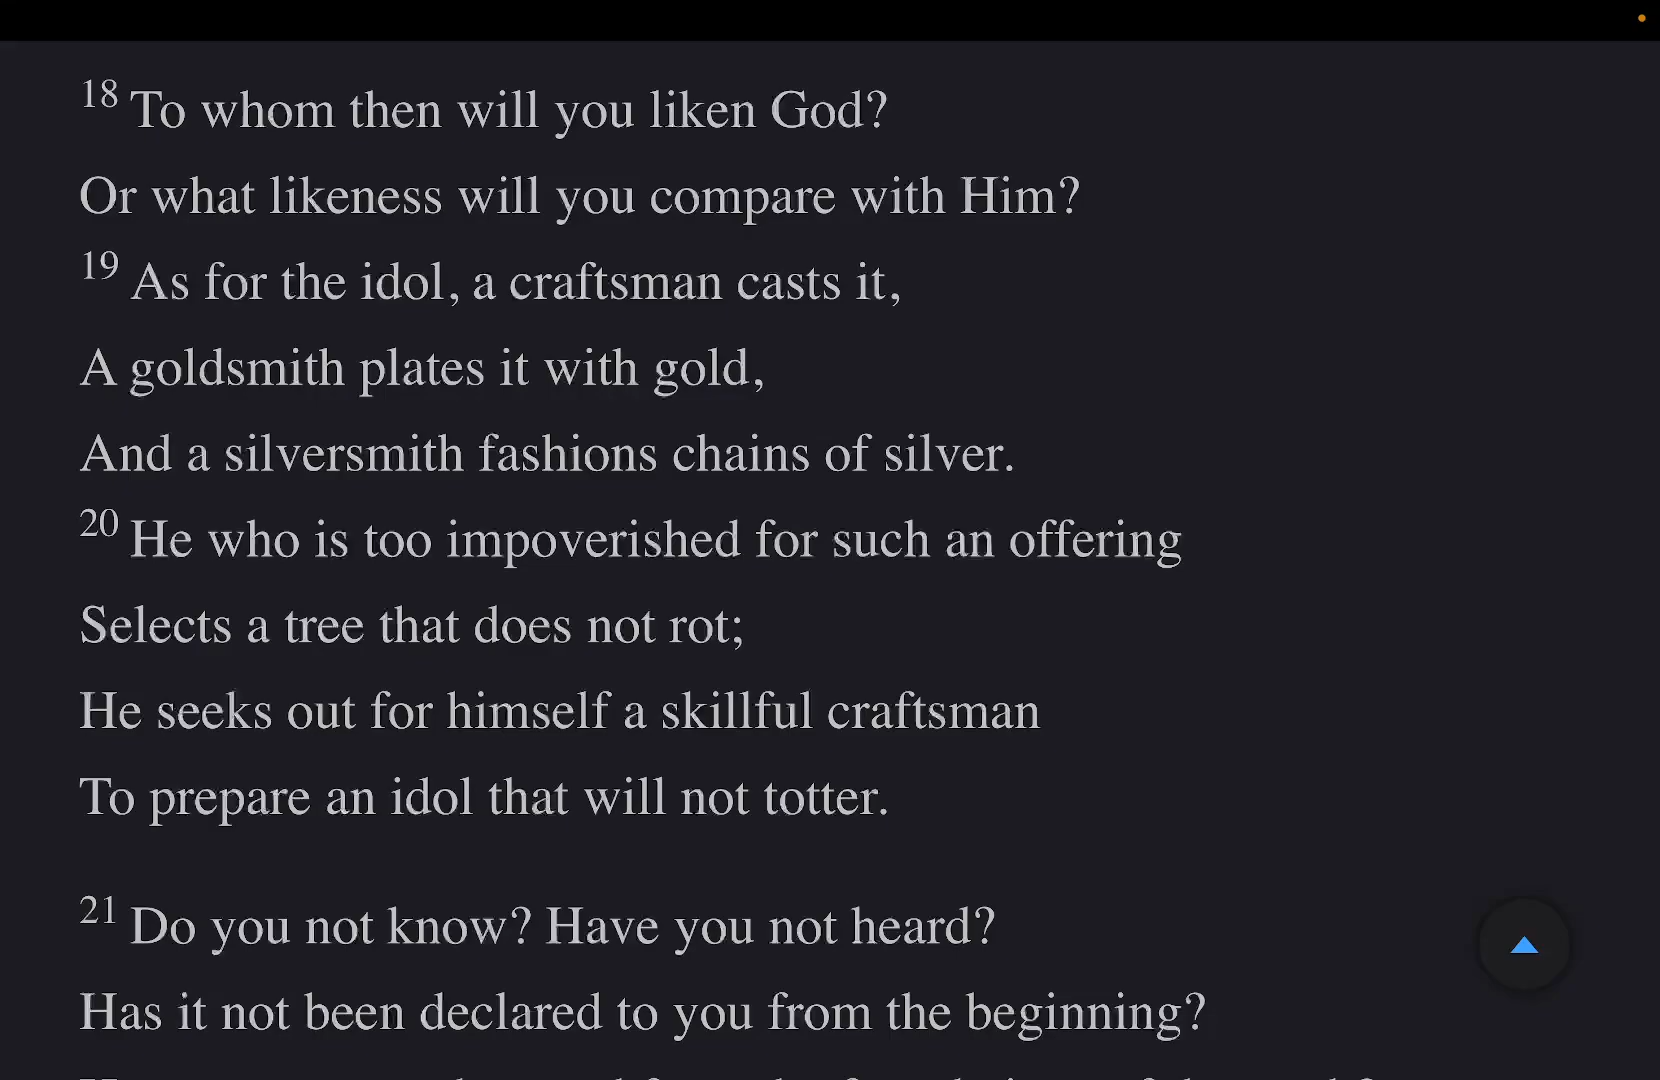 18 To whom then will you liken God?
Or what likeness will you compare with Him?
19 As for the idol, a craftsman casts it,
A goldsmith plates it with gold,
And a silversmith fashions chains of silver.
20 He who is too impoverished for such an offering
Selects a tree that does not rot;
He seeks out for himself a skillful craftsman
To prepare an idol that will not totter.
21 Do you not know? Have you not heard?
Has it not been declared to you from the beginning?